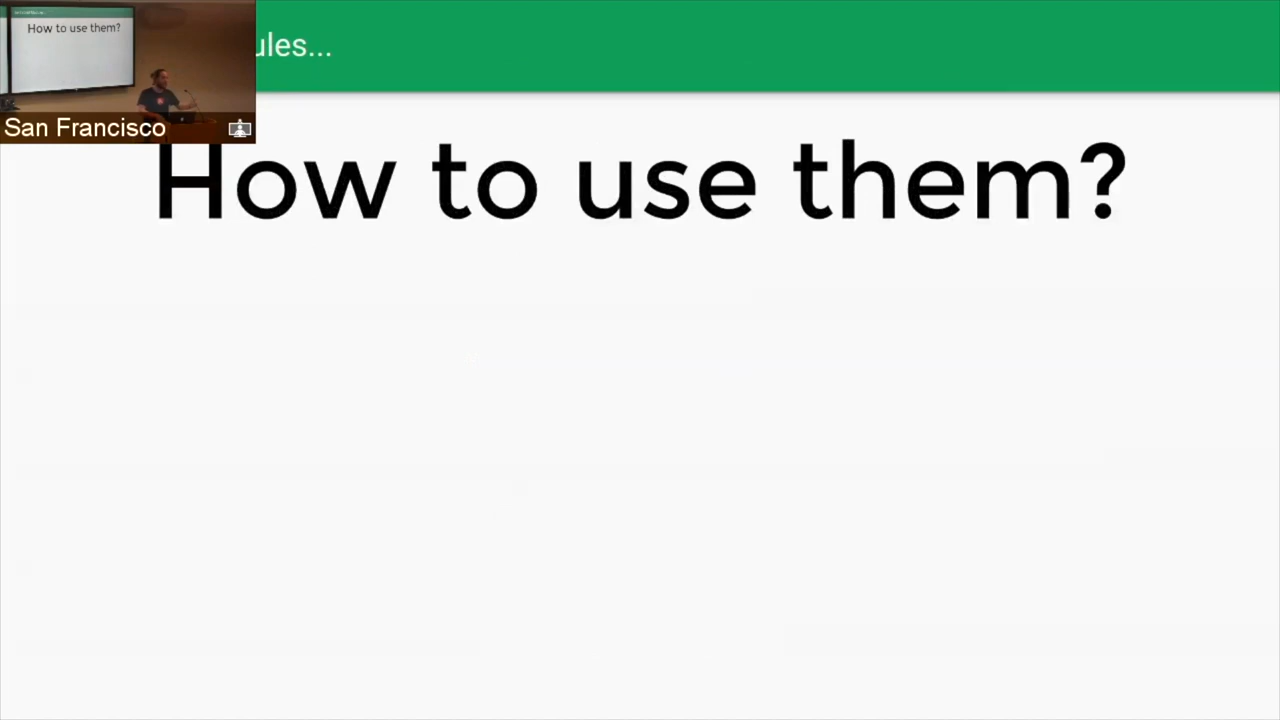 How to use them?
ules...
San Francisco
How to use them?